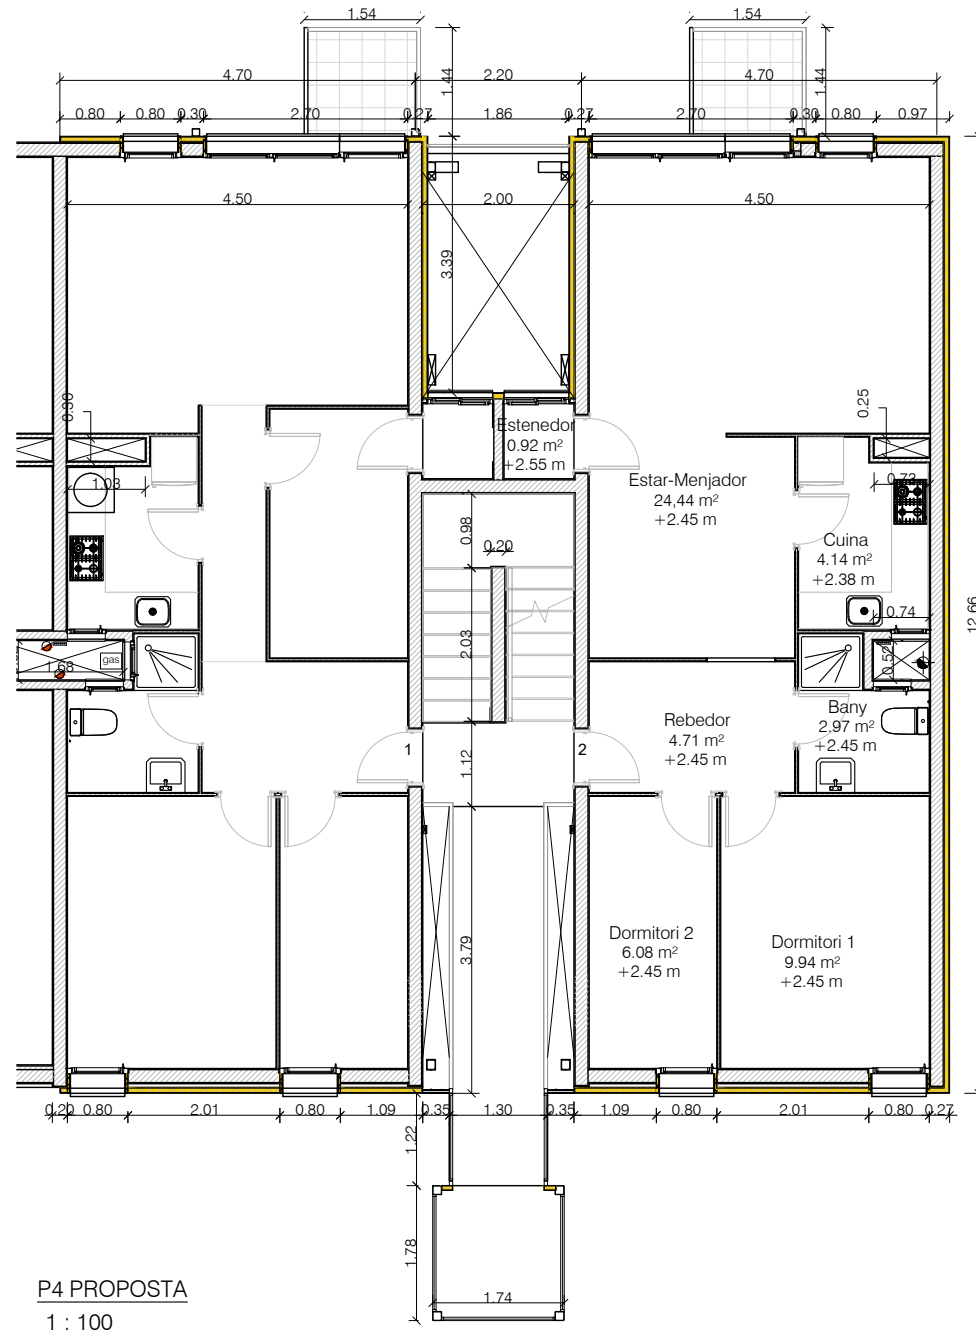 1.54
1.54
4.70
2.20
4.70
1.44
1.44
0.80
0.80
0.30
2.70
0.27
1.86
0.27
2.70
0.30
0.80
0.97
4.50
2.00
4.50
3.39
0.30
0.25
Estenedor
0.92 m²
+2.55 m
Estar-Menjador
24,44 m²
+2.45 m
1.03
0.73
0.98
0.20
Cuina
4.14 m²
+2.38 m
0.74
12.66
2.03
gas
1.68
0.52
Rebedor
4.71 m²
+2.45 m
Bany
2.97 m²
+2.45 m
1
2
1.12
3.79
Dormitori 2
6.08 m²
+2.45 m
Dormitori 1
9.94 m²
+2.45 m
0.20
0.80
2.01
0.80
1.09
0.35
1.30
0.35
1.09
0.80
2.01
0.80
0.27
1.22
1.78
1.74
P4 PROPOSTA
1 : 100